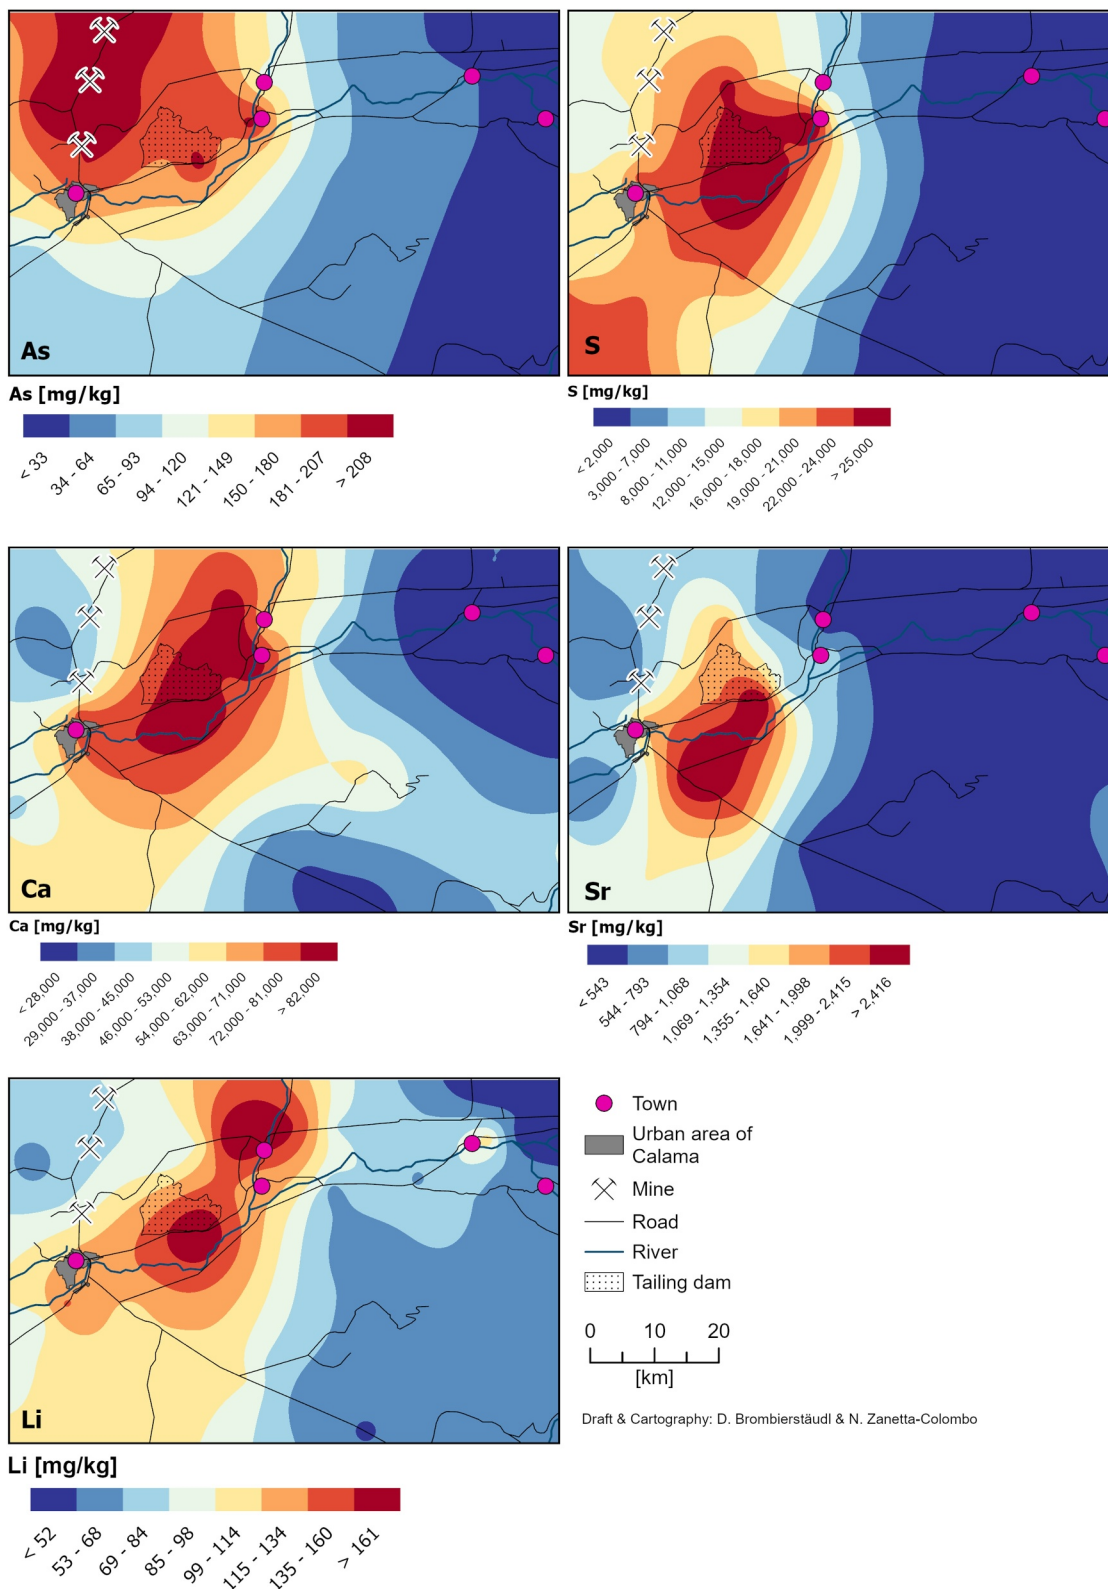 As
S
As [mg/kg]
< 33
34 - 64
65 - 93
94 - 120
121 - 149
150 - 180
181 - 207
> 208
S [mg/kg]
< 2,000
3,000 - 7,000
8,000 - 11,000
12,000 - 15,000
16,000 - 18,000
19,000 - 21,000
22,000 - 24,000
> 25,000
Ca
Sr
Ca [mg/kg]
< 28,000
29,000 - 37,000
38,000 - 45,000
46,000 - 53,000
54,000 - 62,000
63,000 - 71,000
72,000 - 81,000
> 82,000
Sr [mg/kg]
< 543
544 - 793
794 - 1,068
1,069 - 1,354
1,355 - 1,640
1,641 - 1,998
1,999 - 2,415
> 2,416
Li
Li [mg/kg]
< 52
53 - 68
69 - 84
85 - 98
99 - 114
115 - 134
135 - 160
> 161
Town
Urban area of
Calama
Mine
Road
River
Tailing dam
0 10 20
[km]
Draft & Cartography: D. Brombierstäudl & N. Zanetta-Colombo